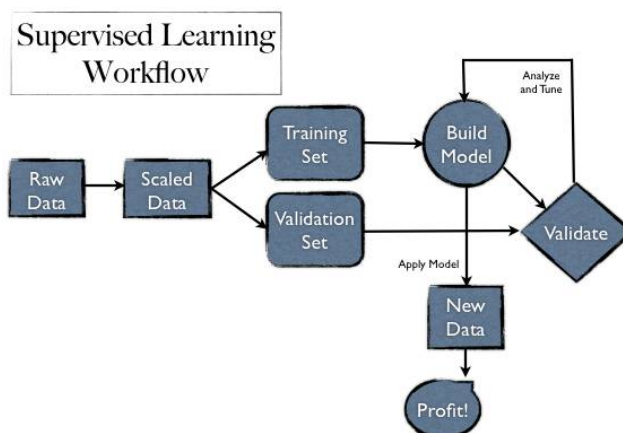 Supervised Learning
Workflow
Analyze
and Tune
Training
Set
Build
Model
Raw
Data
Scaled
Data
Validation
Set
Validate
Apply Model
New
Data
Profit!